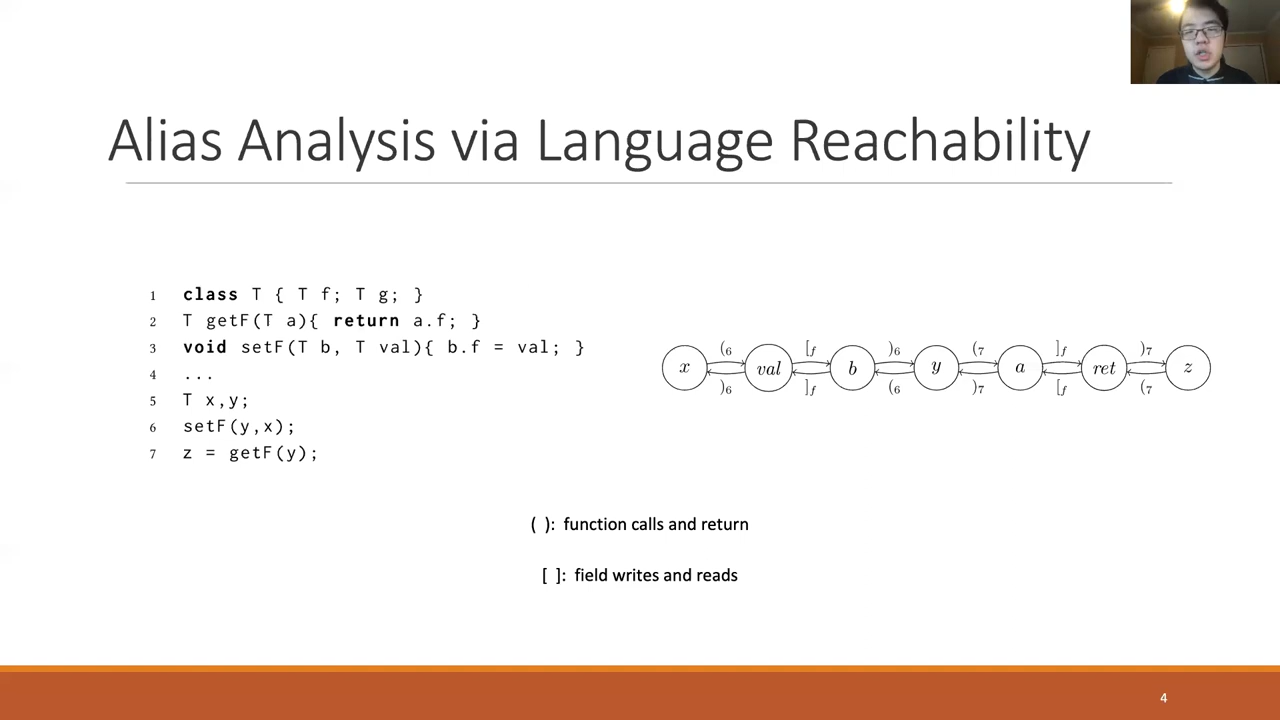 Alias Analysis via Language Reachability
1 class T { T f; T g; }
2 T getF(T a){ return a.f; }
3 void setF(T b, T val){ b.f = val; }
4 ...
5 T x,y;
6 setF(y,x);
7 z = getF(y);
(6 [f )6 (7 ]f )7
x val b y a ret z
)6 ]f (6 )7 [f (7
( ): function calls and return
[ ]: field writes and reads
4